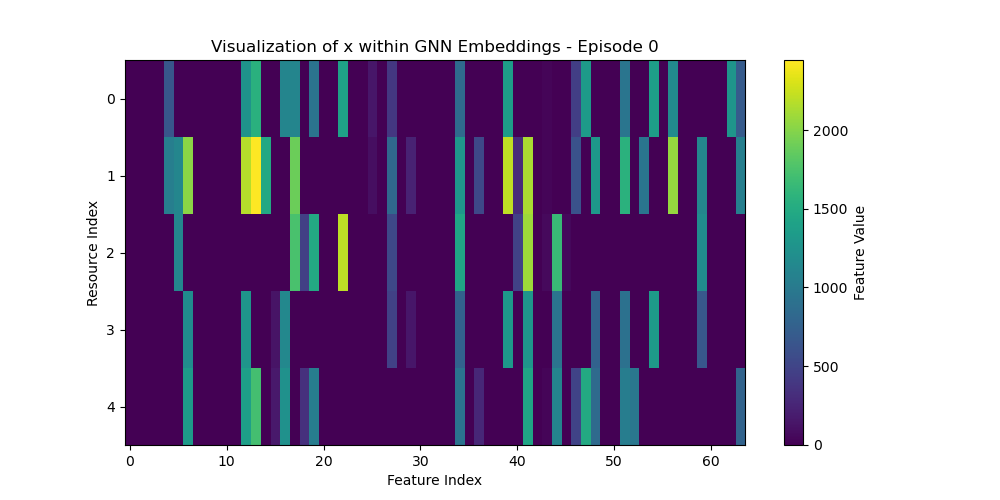 Visualization of x within GNN Embeddings - Episode 0
0
1
2
3
4
Resource Index
0 10 20 30 40 50 60
Feature Index
2000
1500
1000
500
0
Feature Value